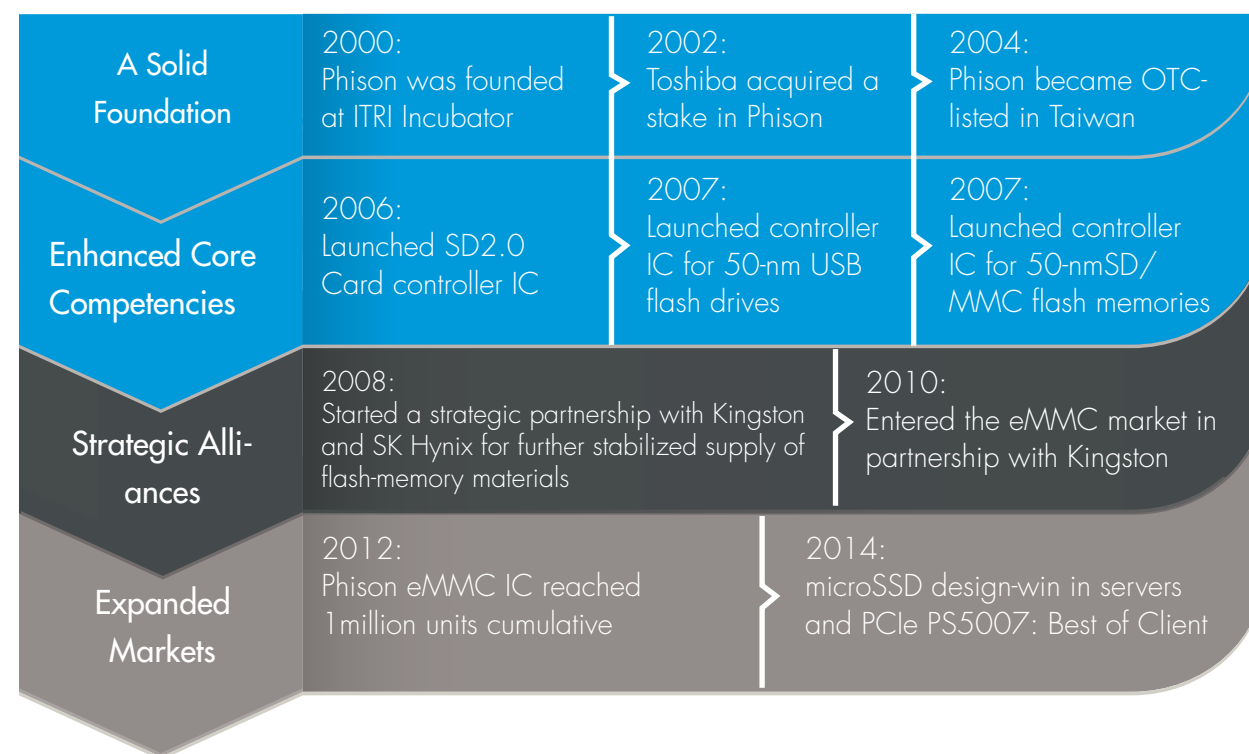 A Solid
Foundation
2000:
Phison was founded
at ITRI Incubator
2002:
Toshiba acquired a
stake in Phison
2004:
Phison became OTC-
listed in Taiwan
Enhanced Core
Competencies
2006:
Launched SD2.0
Card controller IC
2007:
Launched controller
IC for 50-nm USB
flash drives
2007:
Launched controller
IC for 50-nmSD/
MMC flash memories
Strategic Alli-
ances
2008:
Started a strategic partnership with Kingston
and SK Hynix for further stabilized supply of
flash-memory materials
2010:
Entered the eMMC market in
partnership with Kingston
Expanded
Markets
2012:
Phison eMMC IC reached
1million units cumulative
2014:
microSSD design-win in servers
and PCIe PS5007: Best of Client